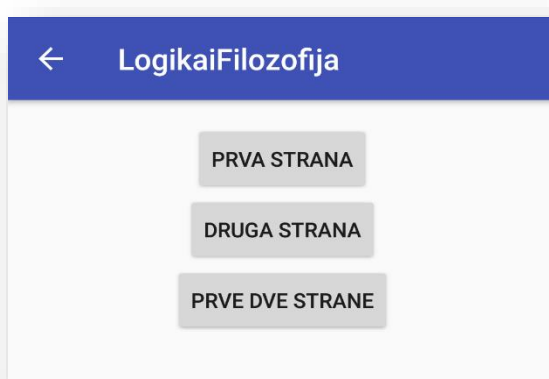 LogikaiFilozofija
PRVA STRANA
DRUGA STRANA
PRVE DVE STRANE